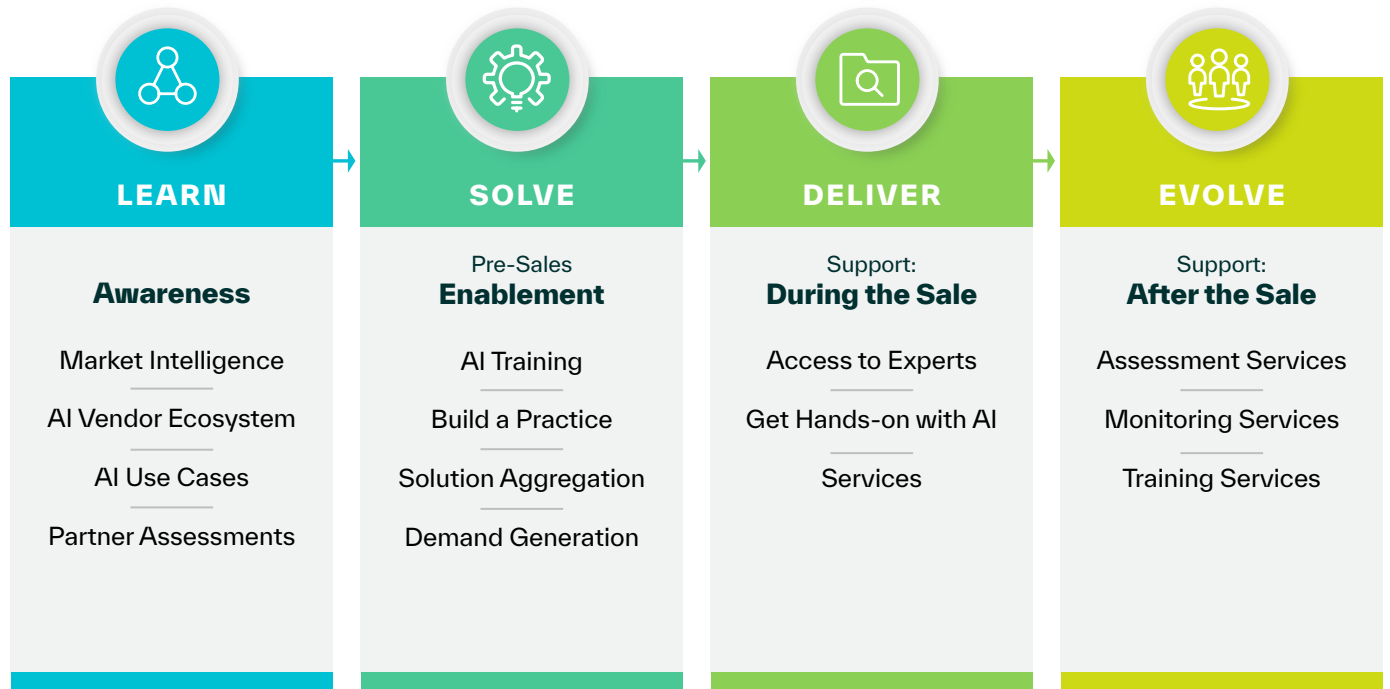 LEARN
Awareness
Market Intelligence
AI Vendor Ecosystem
AI Use Cases
Partner Assessments
SOLVE
Pre-Sales
Enablement
AI Training
Build a Practice
Solution Aggregation
Demand Generation
DELIVER
Support:
During the Sale
Access to Experts
Get Hands-on with AI
Services
EVOLVE
Support:
After the Sale
Assessment Services
Monitoring Services
Training Services